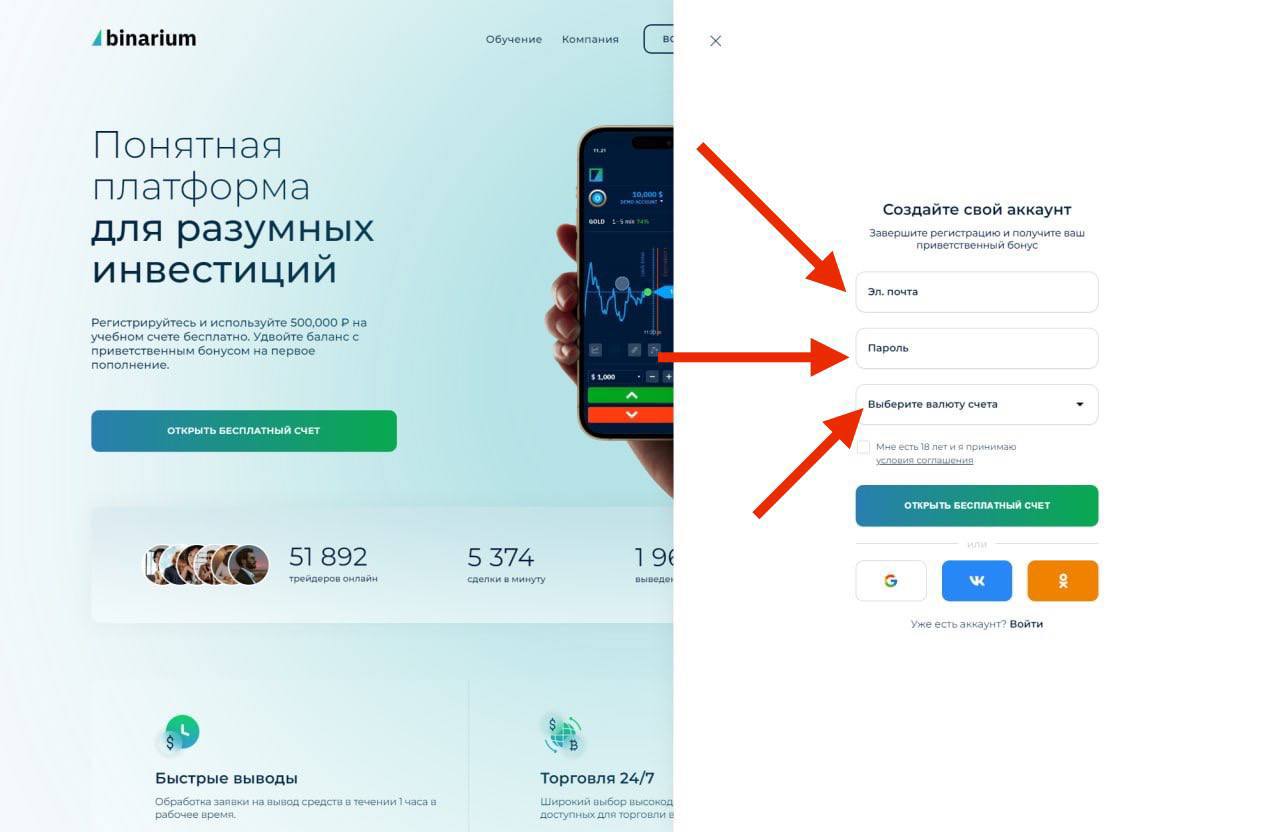 binarium
Обучение
Компания
Понятная
платформа
для разумных
инвестиций
Регистрируйтесь и используйте 500,000 ₽ на
учебном счете бесплатно. Удвойте баланс с
приветственным бонусом на первое
пополнение.
ОТКРЫТЬ БЕСПЛАТНЫЙ СЧЕТ
11:21
10,000 $
DEMO ACCOUNT
GOLD 1 - 5 min 74%
$ 1,000
51 892
трейдеров онлайн
5 374
сделки в минуту
1 96
выведен
Быстрые выводы
Обработка заявки на вывод средств в течении 1 часа в
рабочее время.
Торговля 24/7
Широкий выбор высокод
доступных для торговли в
Создайте свой аккаунт
Завершите регистрацию и получите ваш
приветственный бонус
Эл. почта
Пароль
Выберите валюту счета
Мне есть 18 лет и я принимаю
условия соглашения
ОТКРЫТЬ БЕСПЛАТНЫЙ СЧЕТ
или
Уже есть аккаунт? Войти